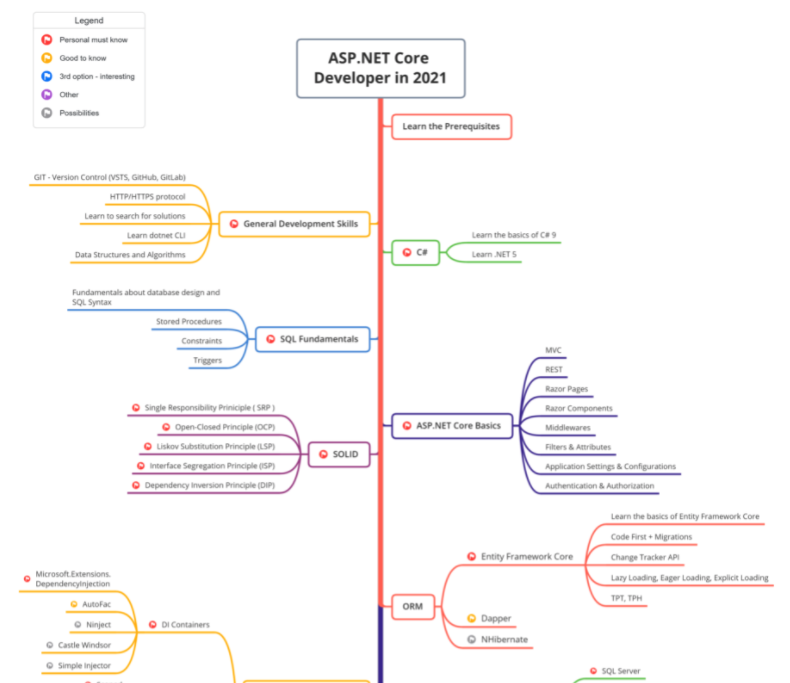 Legend
Personal must know
Good to know
3rd option - interesting
Other
Possibilities
ASP.NET Core
Developer in 2021
Learn the Prerequisites
GIT - Version Control (VSTS, GitHub, GitLab)
HTTP/HTTPS protocol
Learn to search for solutions
Learn dotnet CLI
Data Structures and Algorithms
General Development Skills
C#
Learn the basics of C# 9
Learn .NET 5
Fundamentals about database design and
SQL Syntax
Stored Procedures
Constraints
Triggers
SQL Fundamentals
ASP.NET Core Basics
MVC
REST
Razor Pages
Razor Components
Middlewares
Filters & Attributes
Application Settings & Configurations
Authentication & Authorization
Single Responsibility Priniciple ( SRP )
Open-Closed Principle (OCP)
Liskov Substitution Principle (LSP)
Interface Segregation Principle (ISP)
Dependency Inversion Principle (DIP)
SOLID
ORM
Entity Framework Core
Learn the basics of Entity Framework Core
Code First + Migrations
Change Tracker API
Lazy Loading, Eager Loading, Explicit Loading
TPT, TPH
Dapper
NHibernate
Microsoft.Extensions.
DependencyInjection
AutoFac
Ninject
Castle Windsor
Simple Injector
DI Containers
SQL Server